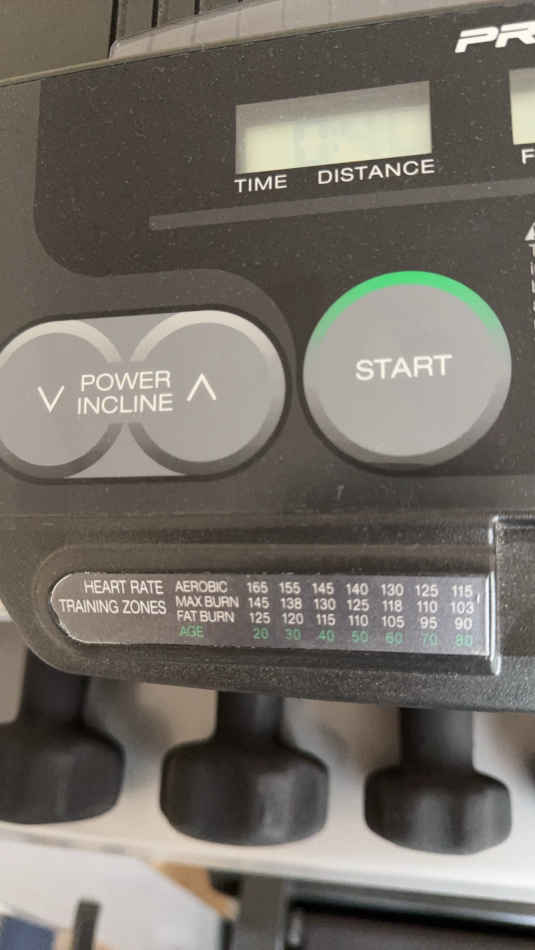 PR
TIME DISTANCE
F
START
POWER
INCLINE
HEART RATE
TRAINING ZONES
AEROBIC 165 155 145 140 130 125 115
MAX BURN 145 138 130 125 118 110 103
FAT BURN 125 120 115 110 105 95 90
AGE 20 30 40 50 60 70 80